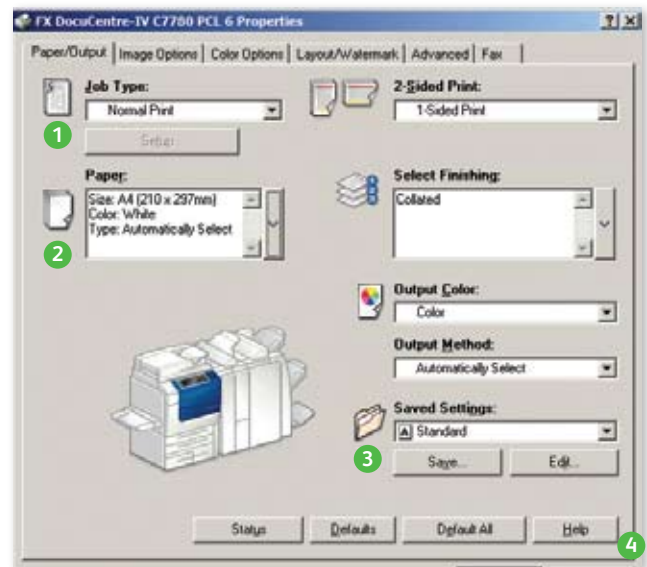 FX DocuCentre-IV C7780 PCL 6 Properties
Paper/Output Image Options Color Options Layout/Watermark Advanced Fax
Job Type:
Normal Print
1
Setup
2-Sided Print:
1-Sided Print
Paper:
Size: A4 (210 x 297mm)
Color: White
Type: Automatically Select
2
Select Finishing:
Collated
Output Color:
Color
Output Method:
Automatically Select
Saved Settings:
A Standard
3
Save... Edit...
Status Defaults Default All Help
4